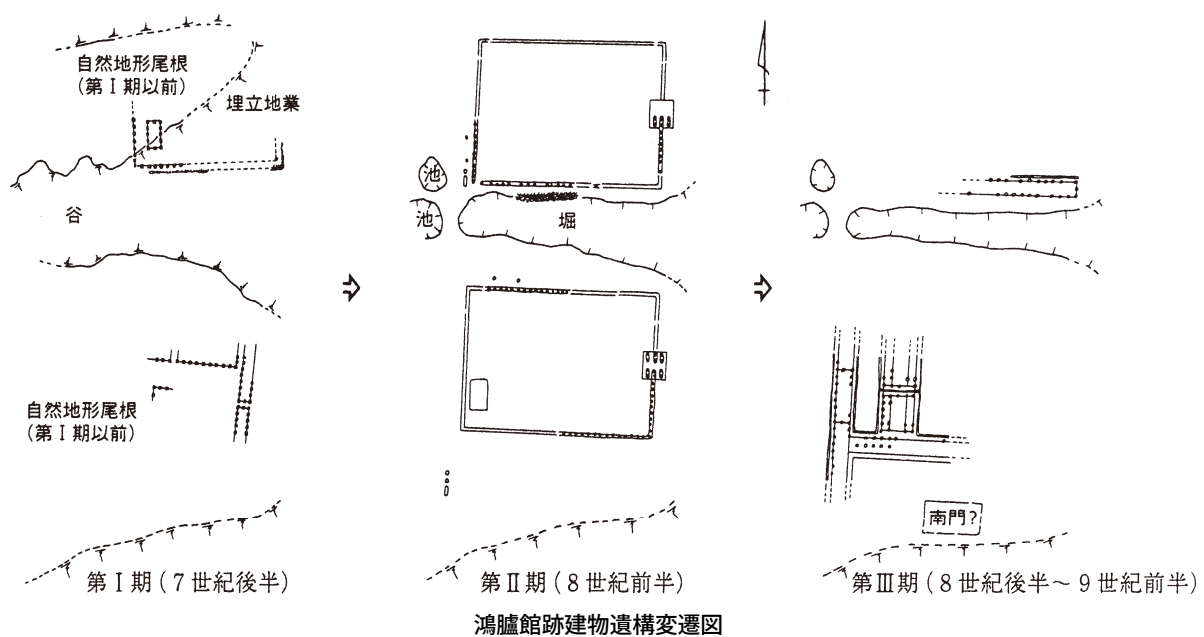 自然地形尾根
(第Ⅰ期以前)
埋立地業
谷
自然地形尾根
(第Ⅰ期以前)
第Ⅰ期(7世紀後半)
池
池
堀
第Ⅱ期(8世紀前半)
南門?
第Ⅲ期(8世紀後半～9世紀前半)
鴻臚館跡建物遺構変遷図